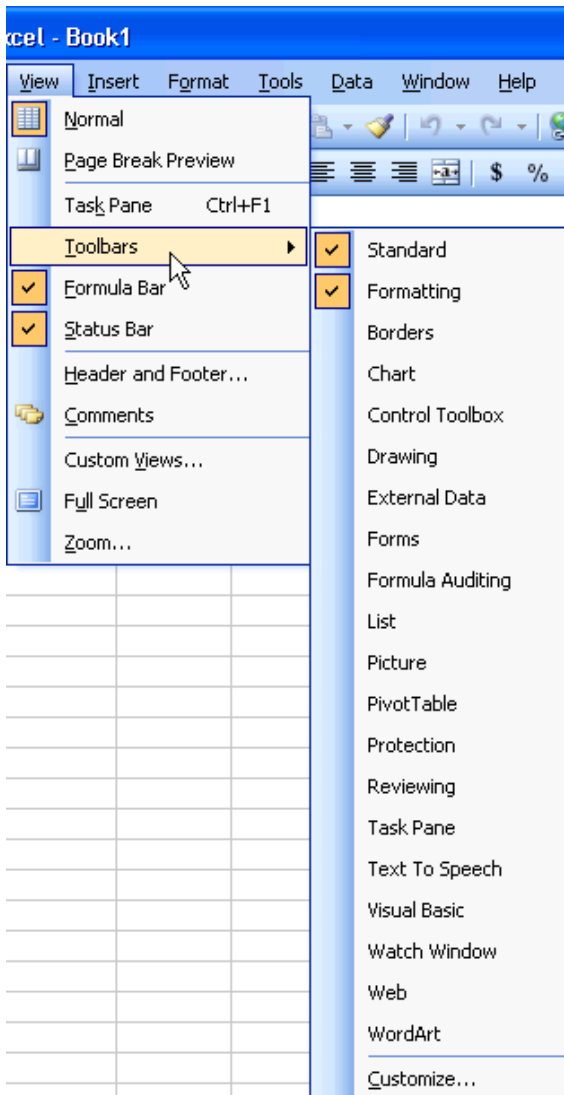 xcel - Book1
View Insert Format Tools Data Window Help
Normal
Page Break Preview
$ %
Task Pane Ctrl+F1
Toolbars
Formula Bar
Status Bar
Header and Footer...
Comments
Custom Views...
Full Screen
Zoom...
Standard
Formatting
Borders
Chart
Control Toolbox
Drawing
External Data
Forms
Formula Auditing
List
Picture
PivotTable
Protection
Reviewing
Task Pane
Text To Speech
Visual Basic
Watch Window
Web
WordArt
Customize...